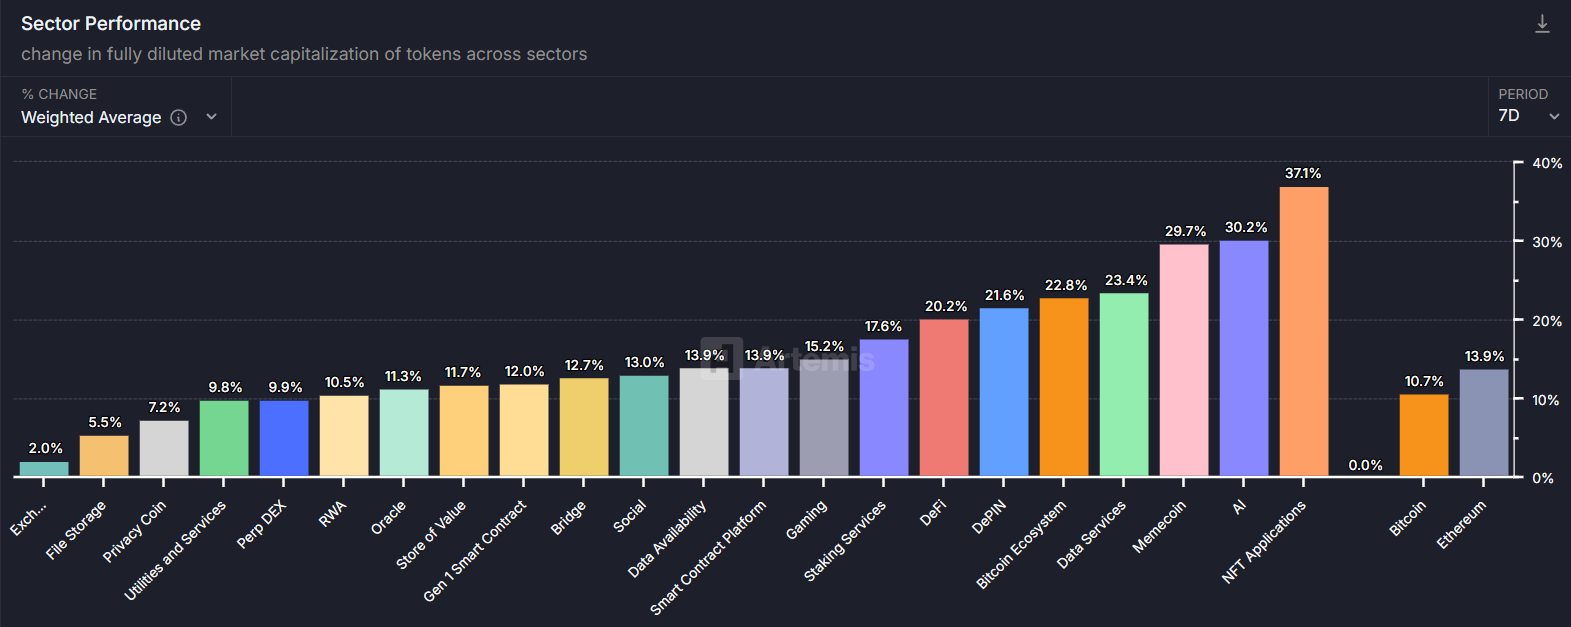 Sector Performance
change in fully diluted market capitalization of tokens across sectors
% CHANGE
Weighted Average
PERIOD
7D
40%
30%
20%
10%
0%
2.0%
5.5%
7.2%
9.8%
9.9%
10.5%
11.3%
11.7%
12.0%
12.7%
13.0%
13.9%
13.9%
15.2%
17.6%
20.2%
21.6%
22.8%
23.4%
29.7%
30.2%
37.1%
0.0%
10.7%
13.9%
Artemis
Exch...
File Storage
Privacy Coin
Utilities and Services
Perp DEX
RWA
Oracle
Store of Value
Gen 1 Smart Contract
Bridge
Social
Data Availability
Smart Contract Platform
Gaming
Staking Services
DeFi
DePIN
Bitcoin Ecosystem
Data Services
Memecoin
AI
NFT Applications
Bitcoin
Ethereum